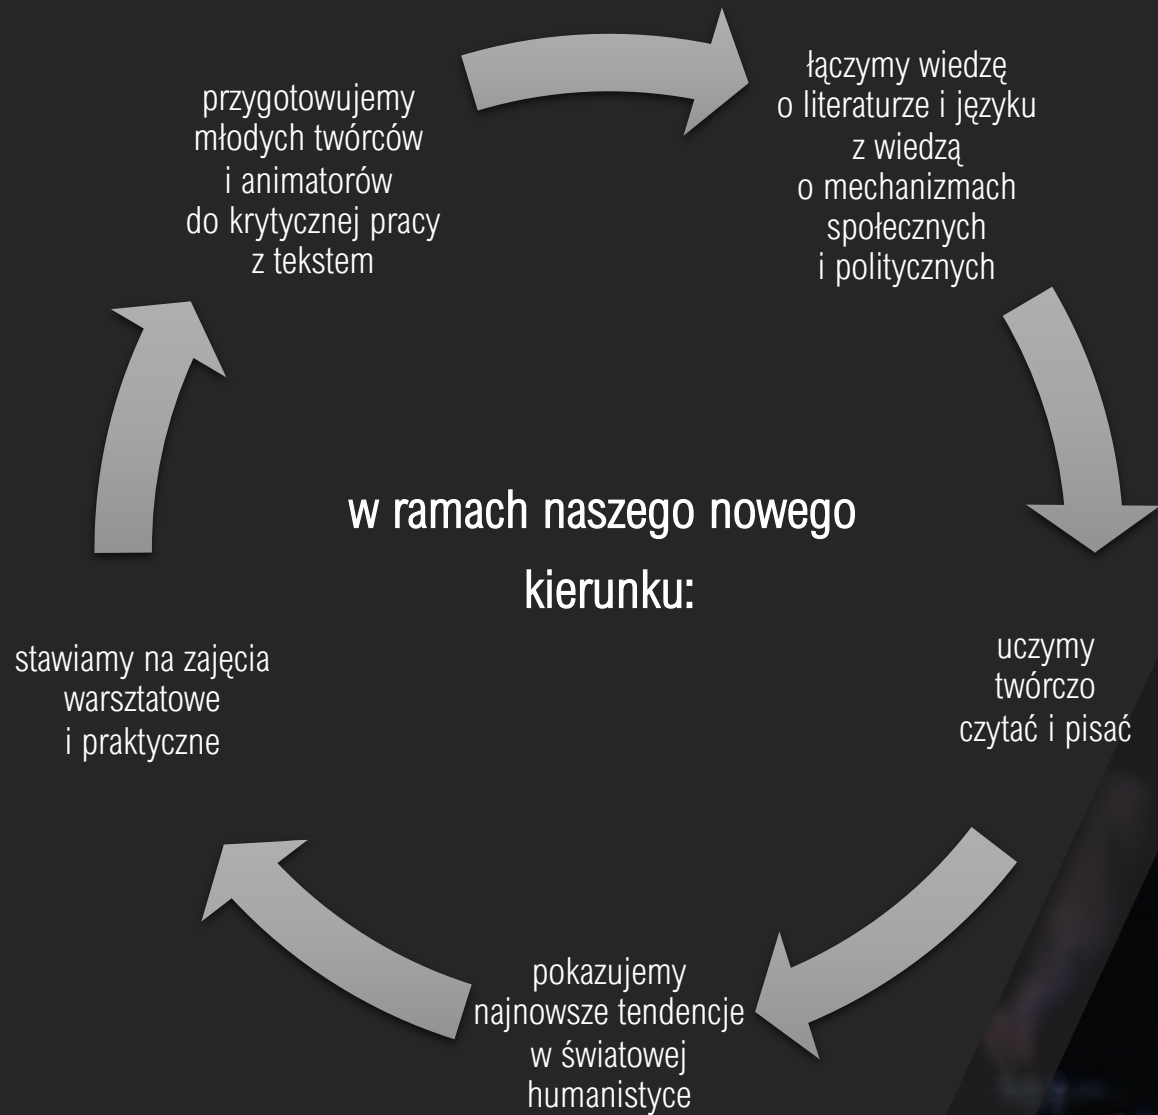 przygotowujemy
młodych twórców
i animatorów
do krytycznej pracy
z tekstem
łączymy wiedzę
o literaturze i języku
z wiedzą
o mechanizmach
społecznych
i politycznych
w ramach naszego nowego
kierunku:
uczymy
twórczo
czytać i pisać
pokazujemy
najnowsze tendencje
w światowej
humanistyce
stawiamy na zajęcia
warsztatowe
i praktyczne